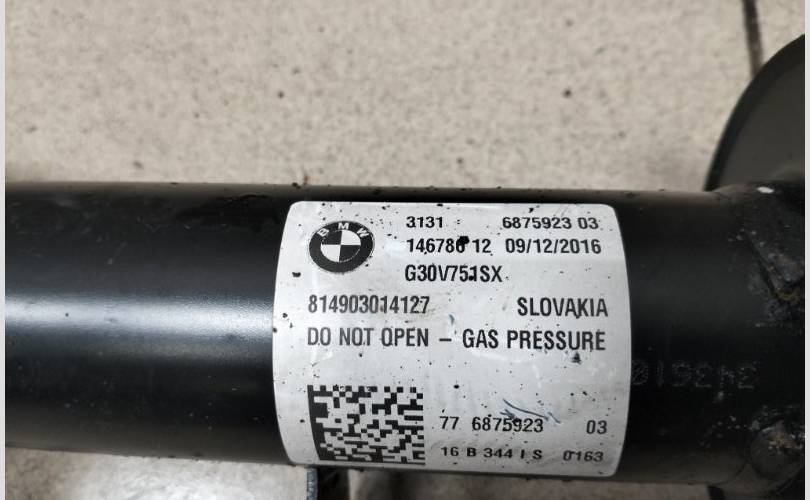 BMW
3131 6875923 03
146786 12 09/12/2016
G30V751SX
814903014127 SLOVAKIA
DO NOT OPEN – GAS PRESSURE
77 6875923 03
16 B 344 I S 0163